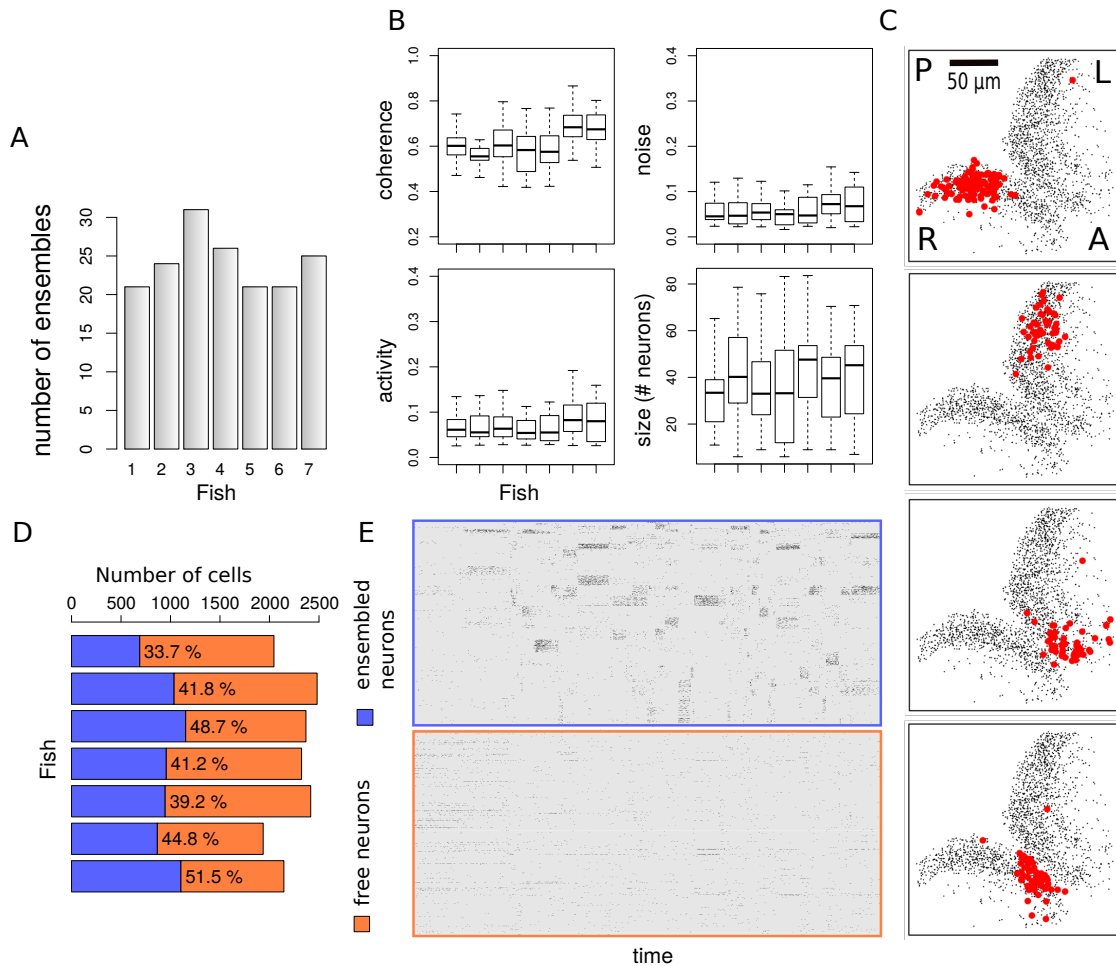 A
number of ensembles
0
5
10
15
20
25
30
1 2 3 4 5 6 7
Fish
B
coherence
0.2
0.4
0.6
0.8
1.0
noise
0.0
0.1
0.2
0.3
0.4
activity
0.0
0.1
0.2
0.3
0.4
size (# neurons)
20
40
60
80
Fish
C
P
L
50 µm
R
A
D
Number of cells
0 500 1000 1500 2000 2500
Fish
33.7 %
41.8 %
48.7 %
41.2 %
39.2 %
44.8 %
51.5 %
E
ensembled
neurons
free neurons
time